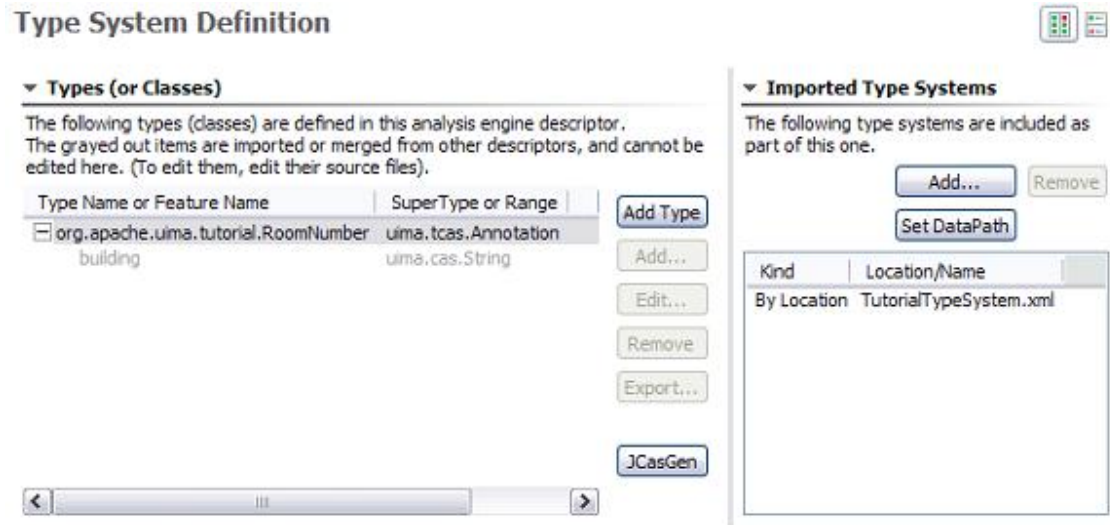 Type System Definition
Types (or Classes)
The following types (classes) are defined in this analysis engine descriptor.
The grayed out items are imported or merged from other descriptors, and cannot be
edited here. (To edit them, edit their source files).
Type Name or Feature Name SuperType or Range
org.apache.uima.tutorial.RoomNumber uima.tcas.Annotation
building uima.cas.String
Add Type
Add...
Edit...
Remove
Export...
JCasGen
Imported Type Systems
The following type systems are included as
part of this one.
Add... Remove
Set DataPath
Kind Location/Name
By Location TutorialTypeSystem.xml